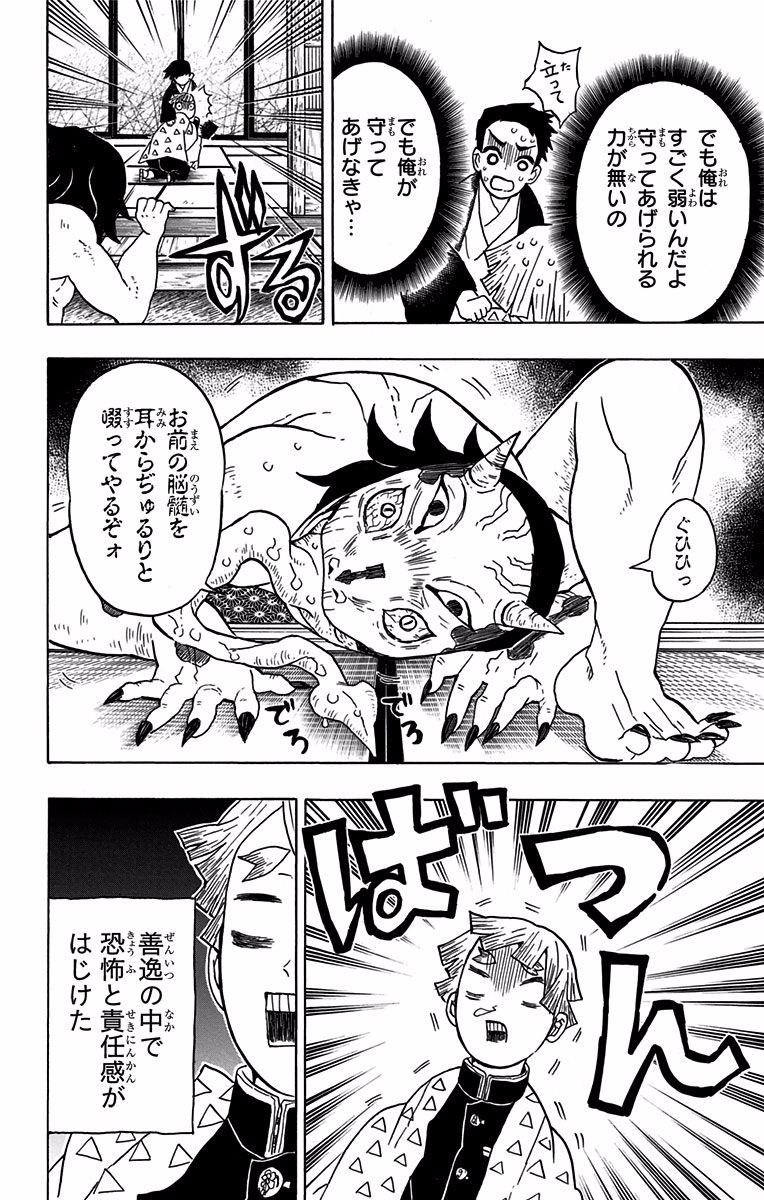 でも俺は
すごく弱いんだよ
守ってあげられる
力が無いの
立って
でも俺が
守って
あげなきゃ…
ずる
ぐひひっ
お前の脳髄を
耳からぢゅるりと
啜ってやるぞォ
でろ
でろ
ばつん
善逸の中で
恐怖と責任感が
はじけた